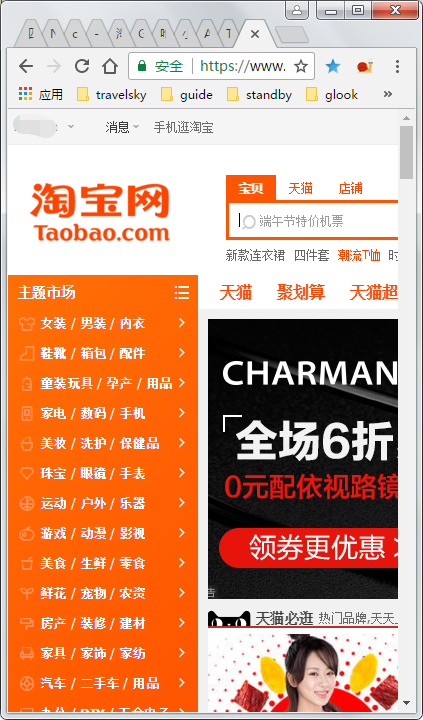 安全 https://www.
应用 travelsky guide standby glook »
消息 手机逛淘宝
淘宝网
Taobao.com
宝贝 天猫 店铺
端午节特价机票
新款连衣裙 四件套 潮流T恤 时
主题市场
天猫 聚划算 天猫超
女装 / 男装 / 内衣
鞋靴 / 箱包 / 配件
童装玩具 / 孕产 / 用品
家电 / 数码 / 手机
美妆 / 洗护 / 保健品
珠宝 / 眼镜 / 手表
运动 / 户外 / 乐器
游戏 / 动漫 / 影视
美食 / 生鲜 / 零食
鲜花 / 宠物 / 农资
房产 / 装修 / 建材
家具 / 家饰 / 家纺
汽车 / 二手车 / 用品
CHARMAN
全场6折
0元配依视路镜
领券更优惠 >
告
天猫必逛 热门品牌,天天